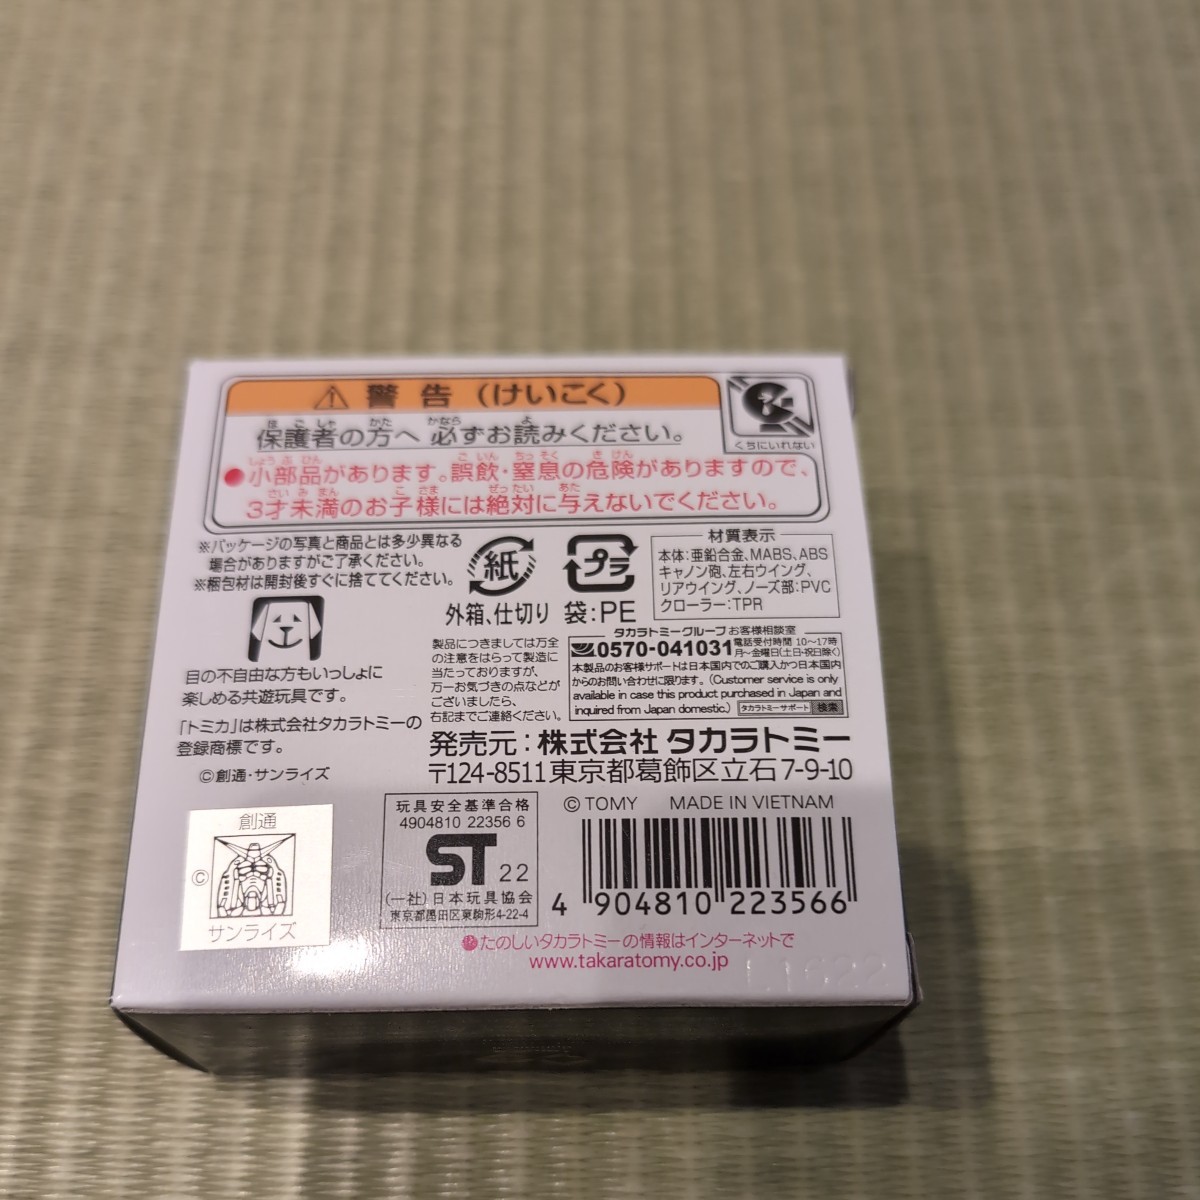 ⚠警告(けいこく)
保護者の方へ 必ずお読みください。
くちにいれない
●小部品があります。誤飲・窒息の危険がありますので、
3才未満のお子様には絶対に与えないでください。
※パッケージの写真と商品とは多少異なる
場合がありますがご了承ください。
※梱包材は開封後すぐに捨ててください。
紙
外箱、仕切り
プラ
袋:PE
材質表示
本体:亜鉛合金、MABS、ABS
キャノン砲、左右ウイング、
リアウイング、ノーズ部:PVC
クローラー:TPR
目の不自由な方もいっしょに
楽しめる共遊玩具です。
「トミカ」は株式会社タカラトミーの
登録商標です。
©創通・サンライズ
製品につきましては万全
の注意をはらって製造に
当たっておりますが、
万一お気づきの点などが
ございましたら、
右記までご連絡ください。
タカラトミーグループ お客様相談室
0570-041031 電話受付時間 10〜17時
月〜金曜日(土日・祝日除く)
本製品のお客様サポートは日本国内でのご購入かつ日本国内
からのお問い合わせに限ります。(Customer service is only
available in case this product purchased in Japan and
inquired from Japan domestic.) タカラトミーサポート 検索
発売元:株式会社 タカラトミー
〒124-8511 東京都葛飾区立石7-9-10
創通
©
サンライズ
玩具安全基準合格
4904810 22356 6
ST 22
(一社)日本玩具協会
東京都墨田区東駒形4-22-4
©TOMY MADE IN VIETNAM
4 904810 223566
たのしいタカラトミーの情報はインターネットで
www.takaratomy.co.jp